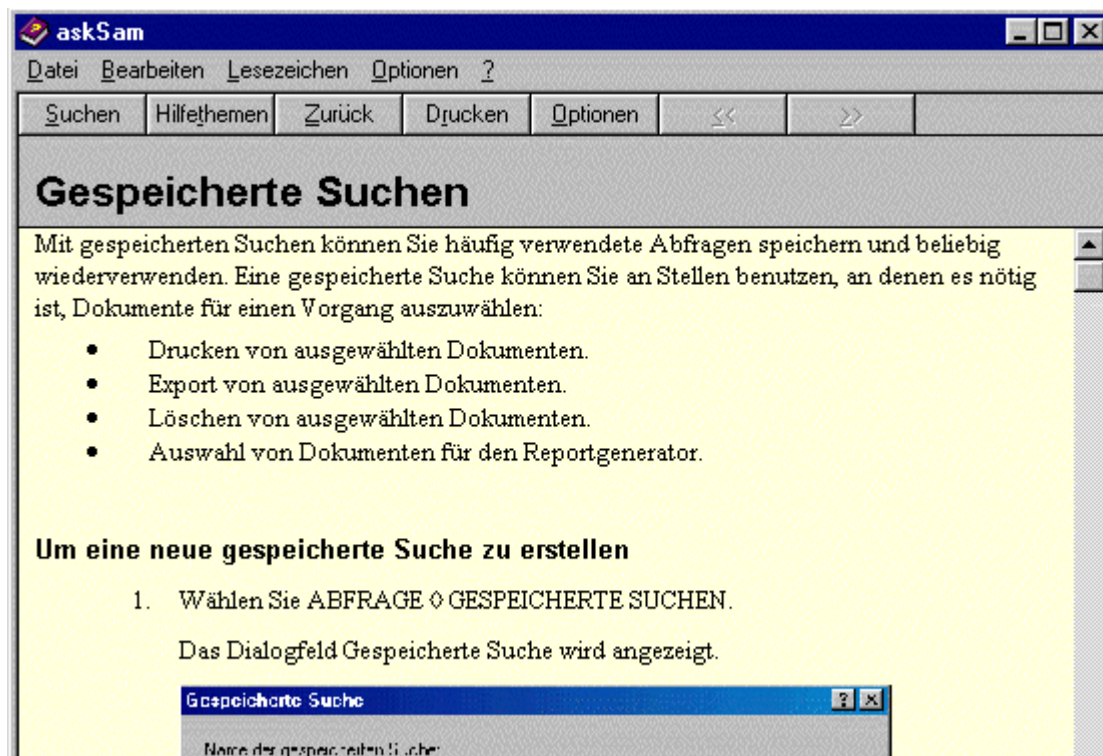 askSam
Datei Bearbeiten Lesezeichen Optionen ?
Suchen Hilfethemen Zurück Drucken Optionen << >>
Gespeicherte Suchen
Mit gespeicherten Suchen können Sie häufig verwendete Abfragen speichern und beliebig
wiederverwenden. Eine gespeicherte Suche können Sie an Stellen benutzen, an denen es nötig
ist, Dokumente für einen Vorgang auszuwählen:
• Drucken von ausgewählten Dokumenten.
• Export von ausgewählten Dokumenten.
• Löschen von ausgewählten Dokumenten.
• Auswahl von Dokumenten für den Reportgenerator.
Um eine neue gespeicherte Suche zu erstellen
1. Wählen Sie ABFRAGE ◊ GESPEICHERTE SUCHEN.
Das Dialogfeld Gespeicherte Suche wird angezeigt.
Gespeicherte Suche
Name der gespeicherten Suche: